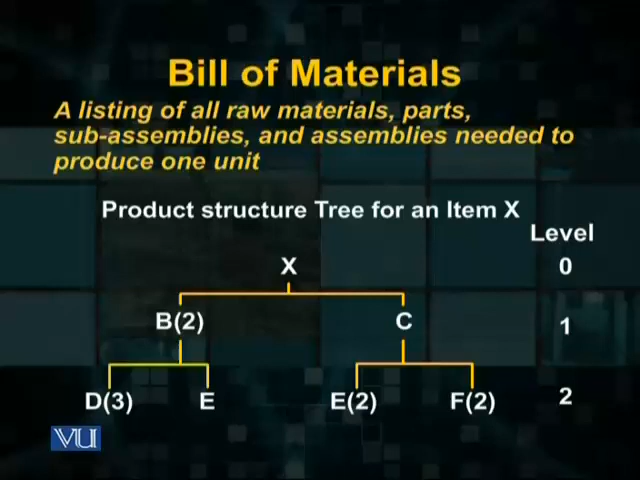 Bill of Materials
A listing of all raw materials, parts,
sub-assemblies, and assemblies needed to
produce one unit
Product structure Tree for an Item X
Level
X 0
B(2) C 1
D(3) E E(2) F(2) 2
VU